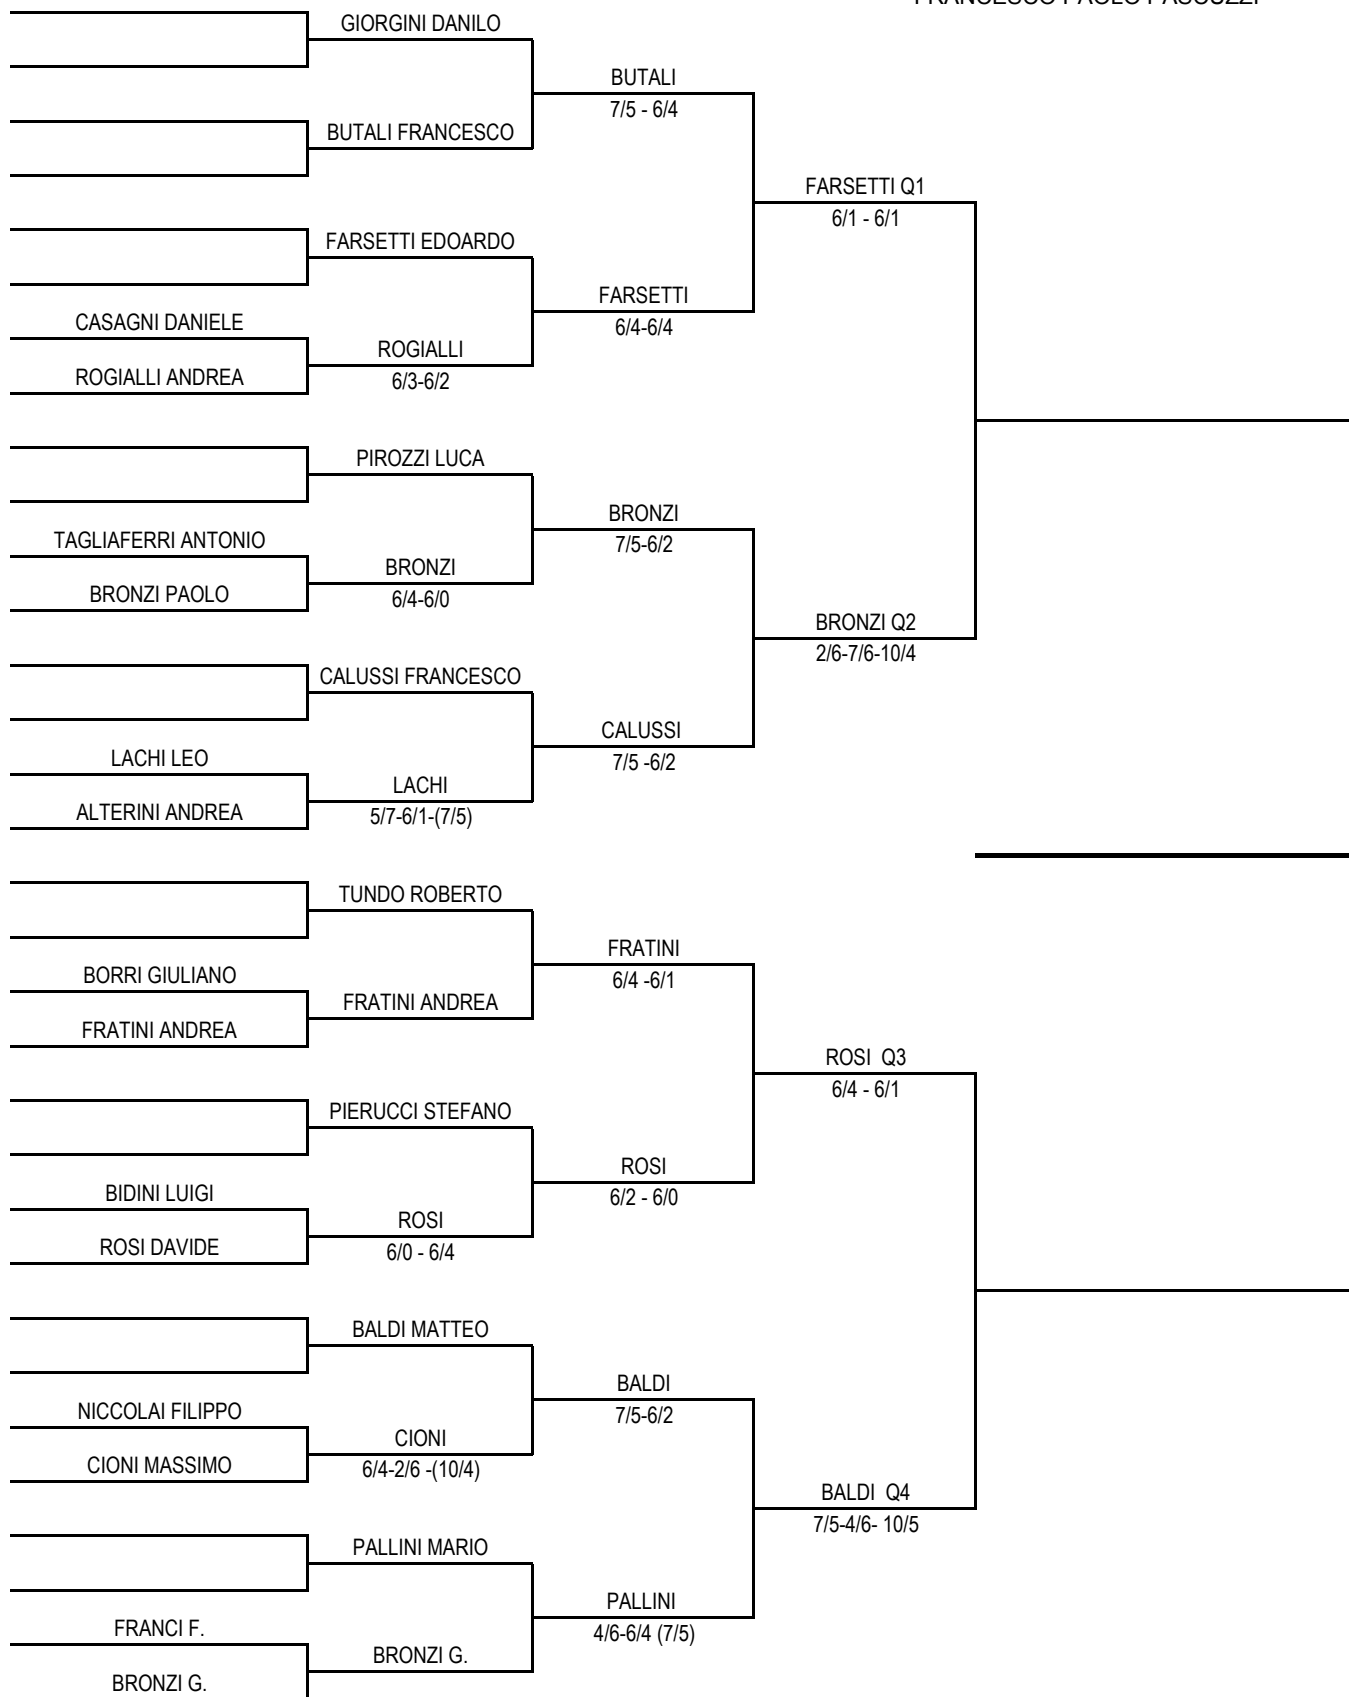 GIORGINI DANILO
BUTALI
7/5 - 6/4
BUTALI FRANCESCO
FARSETTI Q1
6/1 - 6/1
FARSETTI EDOARDO
FARSETTI
6/4-6/4
CASAGNI DANIELE
ROGIALLI
6/3-6/2
ROGIALLI ANDREA
PIROZZI LUCA
BRONZI
7/5-6/2
TAGLIAFERRI ANTONIO
BRONZI
6/4-6/0
BRONZI PAOLO
BRONZI Q2
2/6-7/6-10/4
CALUSSI FRANCESCO
CALUSSI
7/5 -6/2
LACHI LEO
LACHI
5/7-6/1-(7/5)
ALTERINI ANDREA
TUNDO ROBERTO
FRATINI
6/4 -6/1
BORRI GIULIANO
FRATINI ANDREA
FRATINI ANDREA
ROSI Q3
6/4 - 6/1
PIERUCCI STEFANO
ROSI
6/2 - 6/0
BIDINI LUIGI
ROSI
6/0 - 6/4
ROSI DAVIDE
BALDI MATTEO
BALDI
7/5-6/2
NICCOLAI FILIPPO
CIONI
6/4-2/6 -(10/4)
CIONI MASSIMO
BALDI Q4
7/5-4/6- 10/5
PALLINI MARIO
PALLINI
4/6-6/4 (7/5)
FRANCI F.
BRONZI G.
BRONZI G.